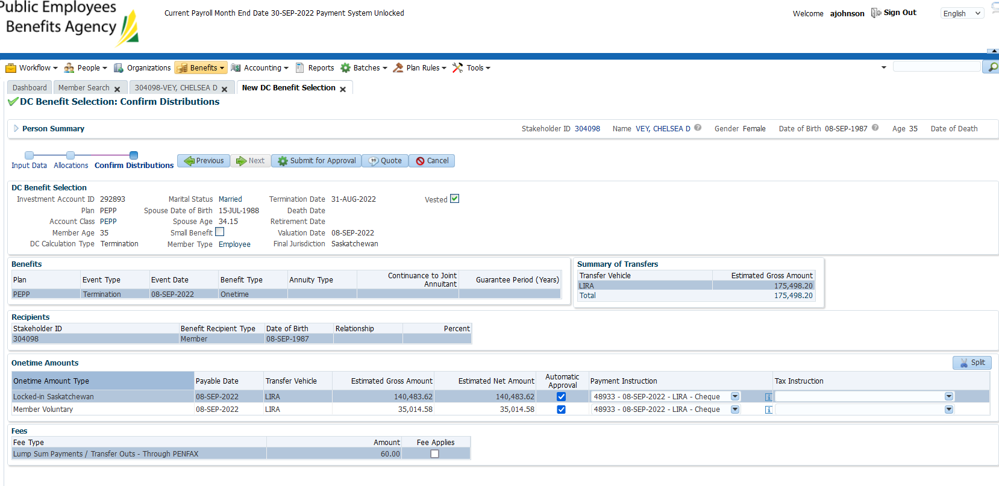 Public Employees
Benefits Agency
Current Payroll Month End Date 30-SEP-2022 Payment System Unlocked
Welcome ajohnson Sign Out English
Workflow People Organizations Benefits Accounting Reports Batches Plan Rules Tools
Dashboard Member Search 304098-VEY, CHELSEA D New DC Benefit Selection
DC Benefit Selection: Confirm Distributions
Person Summary Stakeholder ID 304098 Name VEY, CHELSEA D Gender Female Date of Birth 08-SEP-1987 Age 35 Date of Death
Input Data Allocations Confirm Distributions Previous Next Submit for Approval Quote Cancel
DC Benefit Selection
Investment Account ID 292893 Marital Status Married Termination Date 31-AUG-2022 Vested
Plan PEPP Spouse Date of Birth 15-JUL-1988 Death Date
Account Class PEPP Spouse Age 34.15 Retirement Date
Member Age 35 Small Benefit Valuation Date 08-SEP-2022
DC Calculation Type Termination Member Type Employee Final Jurisdiction Saskatchewan
Benefits
Plan Event Type Event Date Benefit Type Annuity Type Continuance to Joint Annuitant Guarantee Period (Years)
PEPP Termination 08-SEP-2022 Onetime
Summary of Transfers
Transfer Vehicle Estimated Gross Amount
LIRA 175,498.20
Total 175,498.20
Recipients
Stakeholder ID Benefit Recipient Type Date of Birth Relationship Percent
304098 Member 08-SEP-1987
Onetime Amounts Split
Onetime Amount Type Payable Date Transfer Vehicle Estimated Gross Amount Estimated Net Amount Automatic Approval Payment Instruction Tax Instruction
Locked-in Saskatchewan 08-SEP-2022 LIRA 140,483.62 140,483.62 48933 - 08-SEP-2022 - LIRA - Cheque
Member Voluntary 08-SEP-2022 LIRA 35,014.58 35,014.58 48933 - 08-SEP-2022 - LIRA - Cheque
Fees
Fee Type Amount Fee Applies
Lump Sum Payments / Transfer Outs - Through PENFAX 60.00